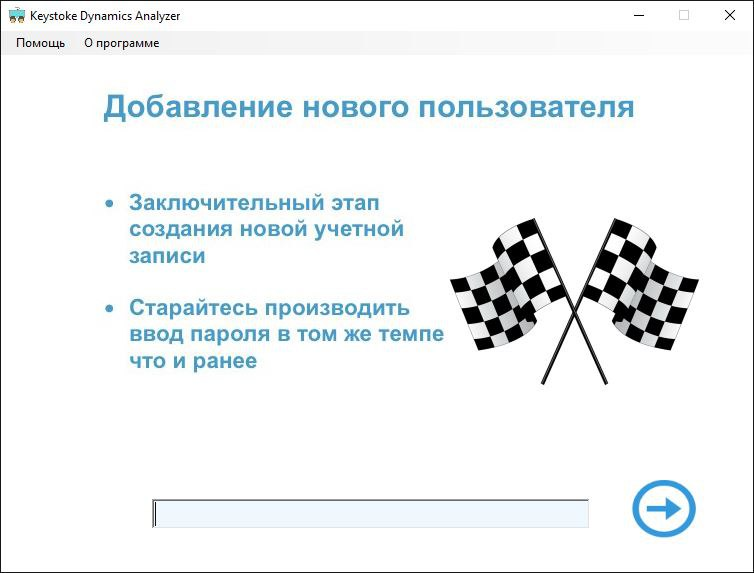 Keystoke Dynamics Analyzer
Помощь О программе
Добавление нового пользователя
• Заключительный этап
создания новой учетной
записи
• Старайтесь производить
ввод пароля в том же темпе
что и ранее